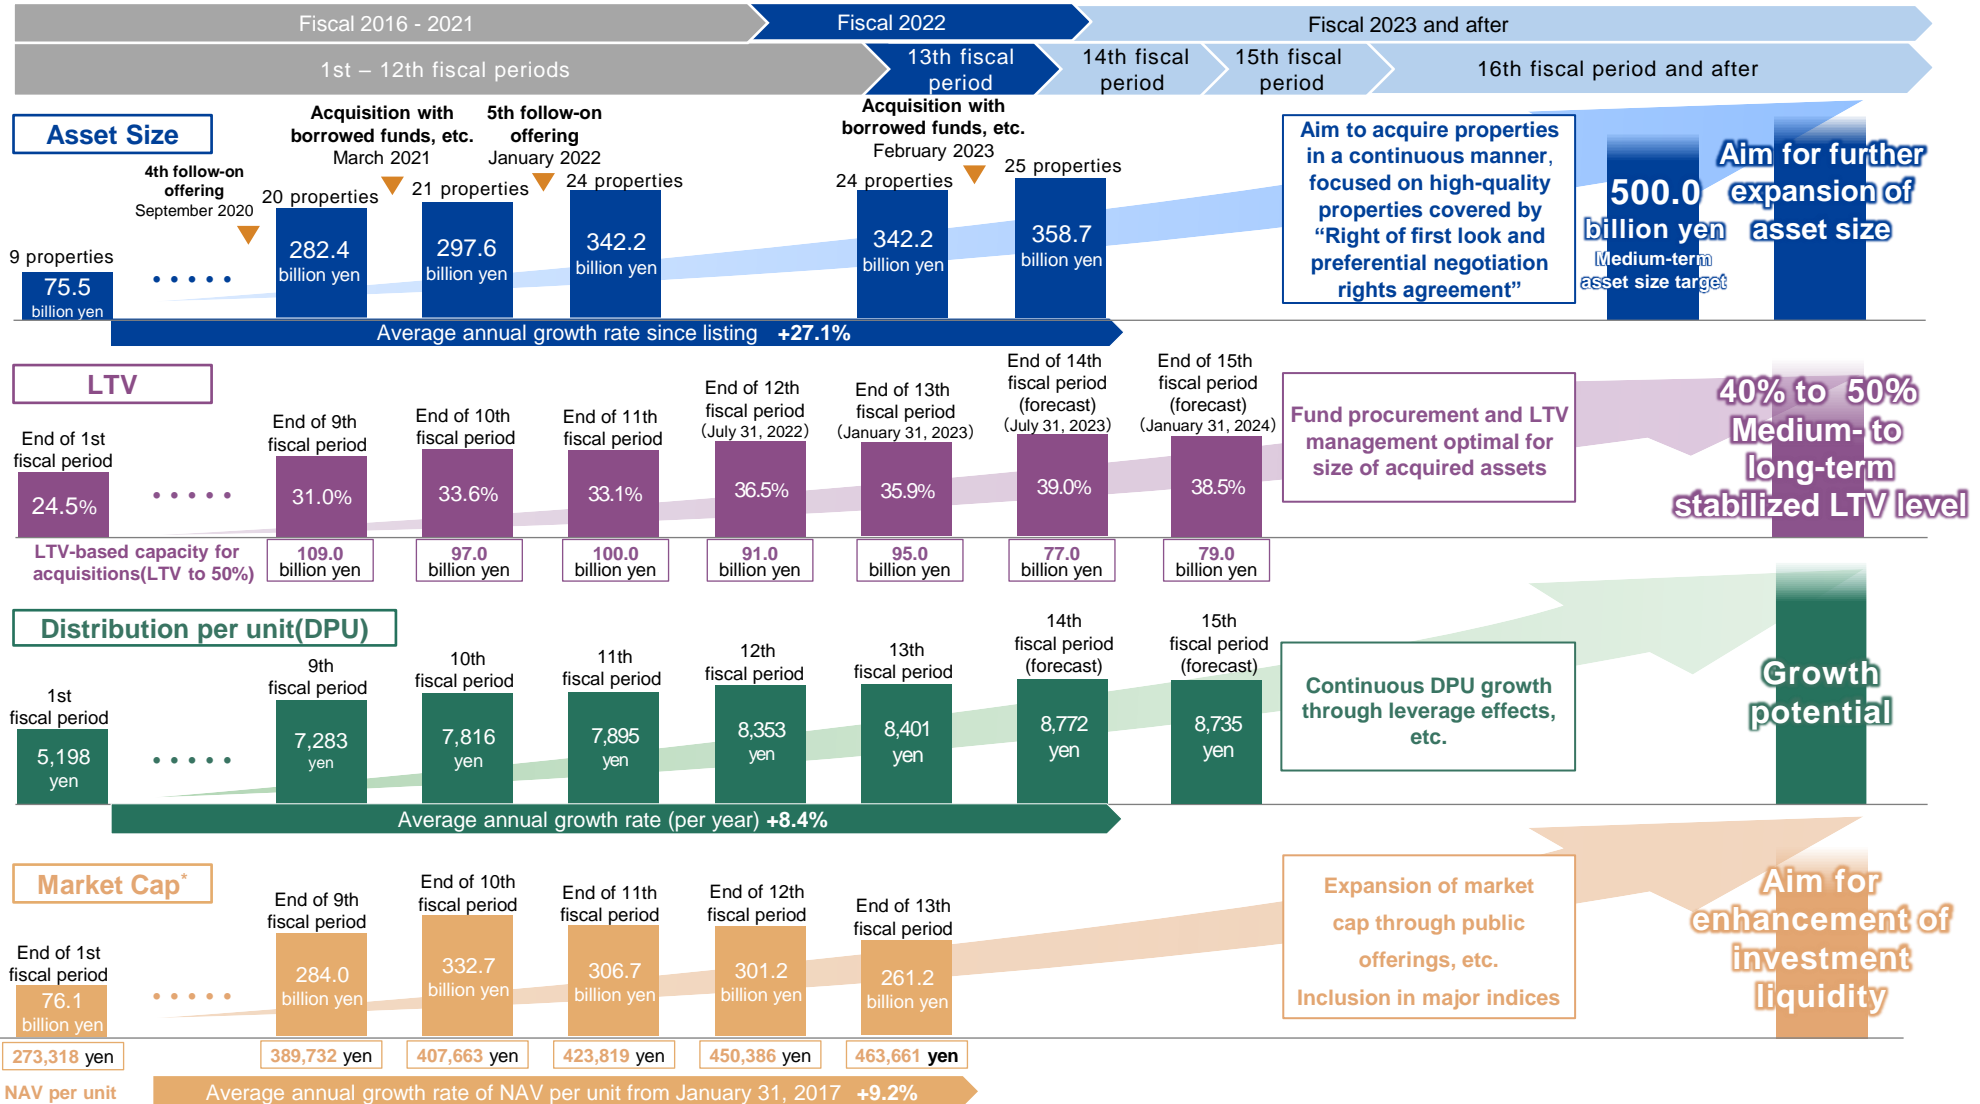 Fiscal 2016 - 2021
Fiscal 2022
Fiscal 2023 and after
1st – 12th fiscal periods
13th fiscal
period
14th fiscal
period
15th fiscal
period
16th fiscal period and after
Asset Size
4th follow-on
offering
September 2020
Acquisition with
borrowed funds, etc.
March 2021
5th follow-on
offering
January 2022
Acquisition with
borrowed funds, etc.
February 2023
9 properties
75.5
billion yen
20 properties
282.4
billion yen
21 properties
297.6
billion yen
24 properties
342.2
billion yen
24 properties
342.2
billion yen
25 properties
358.7
billion yen
Aim to acquire properties
in a continuous manner,
focused on high-quality
properties covered by
“Right of first look and
preferential negotiation
rights agreement”
500.0
billion yen
Medium-term
asset size target
Aim for further
expansion of
asset size
Average annual growth rate since listing +27.1%
LTV
End of 1st
fiscal period
24.5%
End of 9th
fiscal period
31.0%
End of 10th
fiscal period
33.6%
End of 11th
fiscal period
33.1%
End of 12th
fiscal period
(July 31, 2022)
36.5%
End of 13th
fiscal period
(January 31, 2023)
35.9%
End of 14th
fiscal period
(forecast)
(July 31, 2023)
39.0%
End of 15th
fiscal period
(forecast)
(January 31, 2024)
38.5%
Fund procurement and LTV
management optimal for
size of acquired assets
40% to 50%
Medium- to
long-term
stabilized LTV level
LTV-based capacity for
acquisitions(LTV to 50%)
109.0
billion yen
97.0
billion yen
100.0
billion yen
91.0
billion yen
95.0
billion yen
77.0
billion yen
79.0
billion yen
Distribution per unit(DPU)
1st
fiscal period
5,198
yen
9th
fiscal period
7,283
yen
10th
fiscal period
7,816
yen
11th
fiscal period
7,895
yen
12th
fiscal period
8,353
yen
13th
fiscal period
8,401
yen
14th
fiscal period
(forecast)
8,772
yen
15th
fiscal period
(forecast)
8,735
yen
Continuous DPU growth
through leverage effects,
etc.
Growth
potential
Average annual growth rate (per year) +8.4%
Market Cap*
End of 1st
fiscal period
76.1
billion yen
End of 9th
fiscal period
284.0
billion yen
End of 10th
fiscal period
332.7
billion yen
End of 11th
fiscal period
306.7
billion yen
End of 12th
fiscal period
301.2
billion yen
End of 13th
fiscal period
261.2
billion yen
Expansion of market
cap through public
offerings, etc.
Inclusion in major indices
Aim for
enhancement of
investment
liquidity
273,318 yen
389,732 yen
407,663 yen
423,819 yen
450,386 yen
463,661 yen
NAV per unit
Average annual growth rate of NAV per unit from January 31, 2017 +9.2%